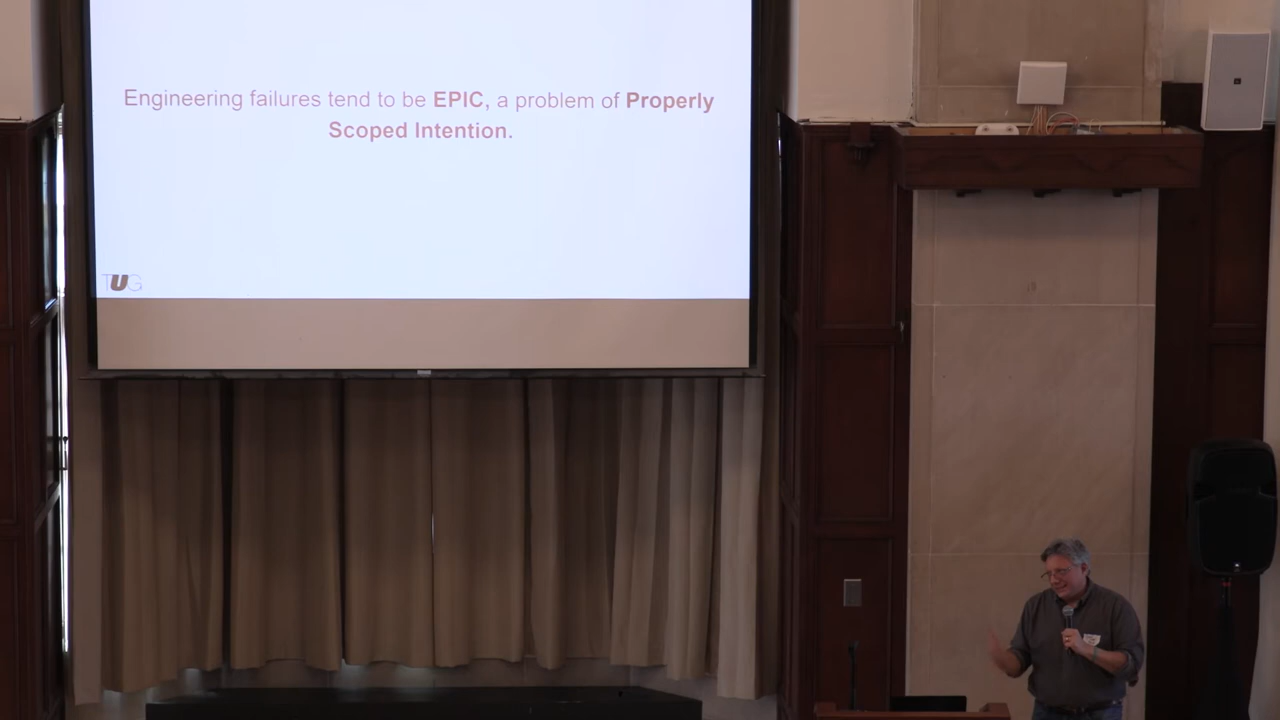 Engineering failures tend to be EPIC, a problem of Properly
Scoped Intention.
TUG